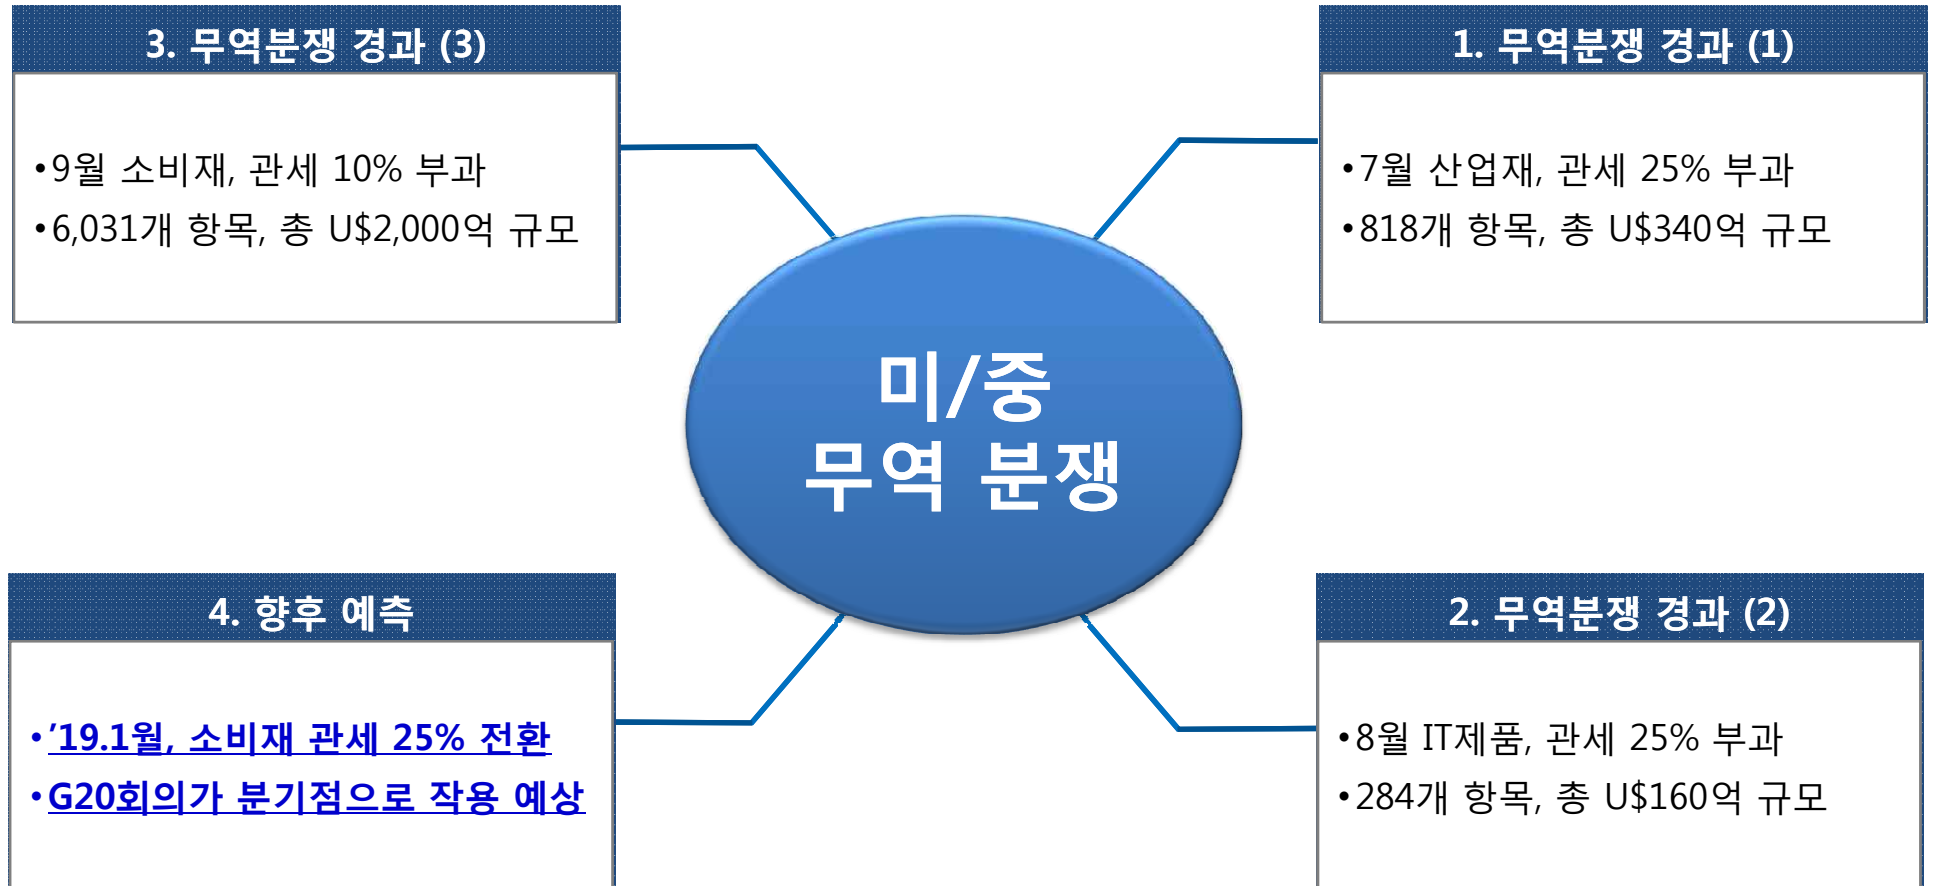 3. 무역분쟁 경과 (3)
•9월 소비재, 관세 10% 부과
•6,031개 항목, 총 U$2,000억 규모
1. 무역분쟁 경과 (1)
•7월 산업재, 관세 25% 부과
•818개 항목, 총 U$340억 규모
미/중
무역 분쟁
4. 향후 예측
•’19.1월, 소비재 관세 25% 전환
•G20회의가 분기점으로 작용 예상
2. 무역분쟁 경과 (2)
•8월 IT제품, 관세 25% 부과
•284개 항목, 총 U$160억 규모